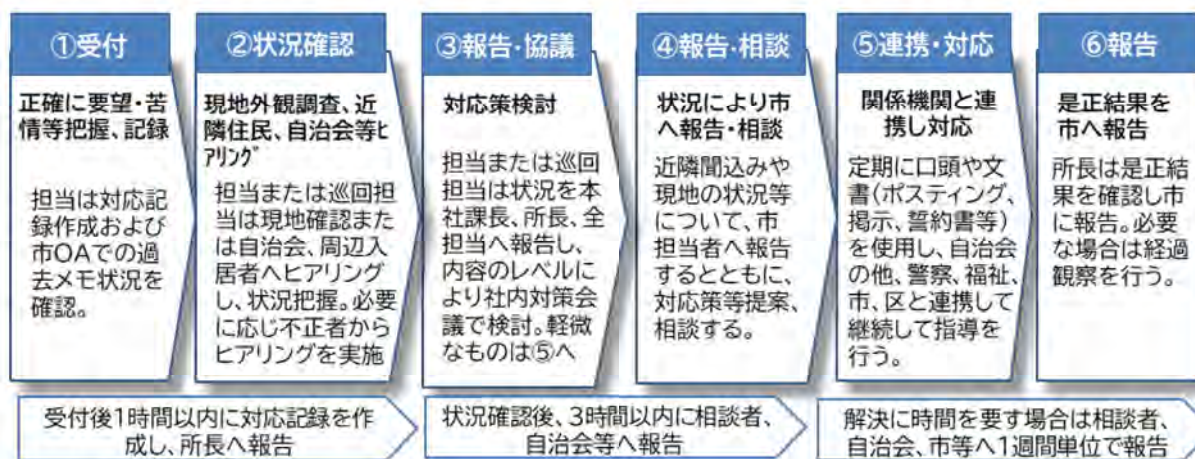 ①受付
正確に要望・苦
情等把握、記録
担当は対応記
録作成および
市OAでの過
去メモ状況を
確認。
②状況確認
現地外観調査、近
隣住民、自治会等ﾋ
ｱﾘﾝｸﾞ
担当または巡回担
当は現地確認また
は自治会、周辺入
居者へヒアリング
し、状況把握。必要
に応じ不正者から
ヒアリングを実施
③報告・協議
対応策検討
担当または巡回
担当は状況を本
社課長、所長、全
担当へ報告し、
内容のレベルに
より社内対策会
議で検討。軽微
なものは⑤へ
④報告・相談
状況により市
へ報告・相談
近隣聞込みや
現地の状況等
について、市
担当者へ報告
するとともに、
対応策等提案、
相談する。
⑤連携・対応
関係機関と連
携し対応
定期に口頭や文
書(ポスティング、
掲示、誓約書等)
を使用し、自治会
の他、警察、福祉、
市、区と連携して
継続して指導を
行う。
⑥報告
是正結果を
市へ報告
所長は是正結
果を確認し市
に報告。必要
な場合は経過
観察を行う。
受付後1時間以内に対応記録を作
成し、所長へ報告
状況確認後、3時間以内に相談者、
自治会等へ報告
解決に時間を要す場合は相談者、
自治会、市等へ1週間単位で報告